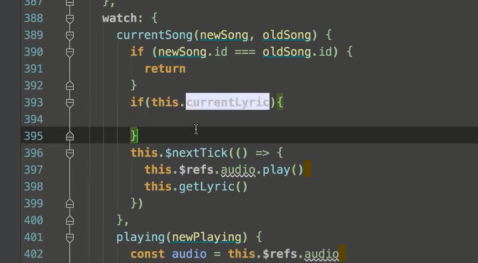 387 },
388 watch: {
389 currentSong(newSong, oldSong) {
390 if (newSong.id === oldSong.id) {
391 return
392 }
393 if(this.currentLyric){
394
395 }
396 this.$nextTick(() => {
397 this.$refs.audio.play()
398 this.getLyric()
399 })
400 },
401 playing(newPlaying) {
402 const audio = this.$refs.audio